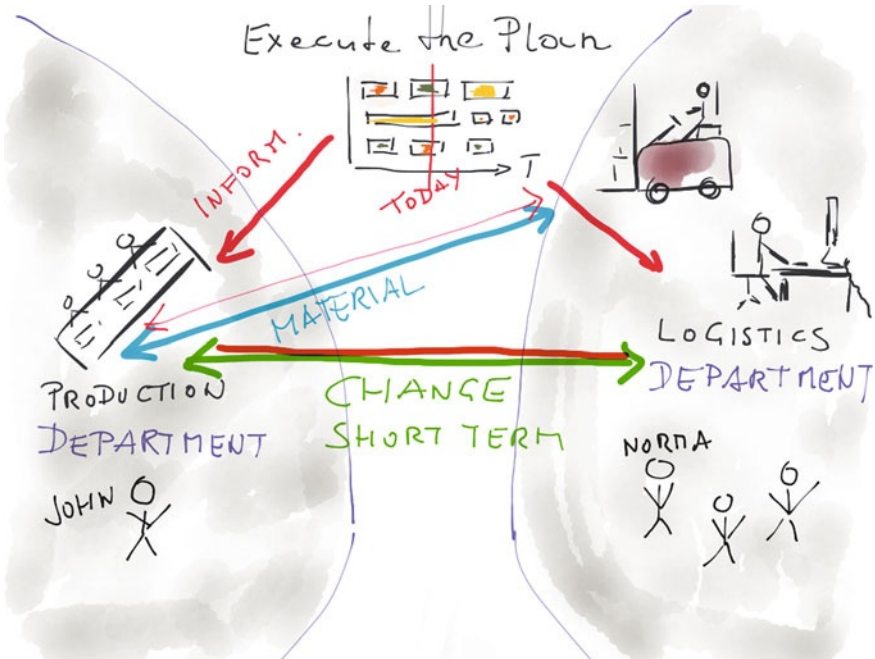 Execute the Plan
T
TODAY
INFORM.
MATERIAL
PRODUCTION
DEPARTMENT
LOGISTICS
DEPARTMENT
CHANGE
SHORT TERM
JOHN
NORMA